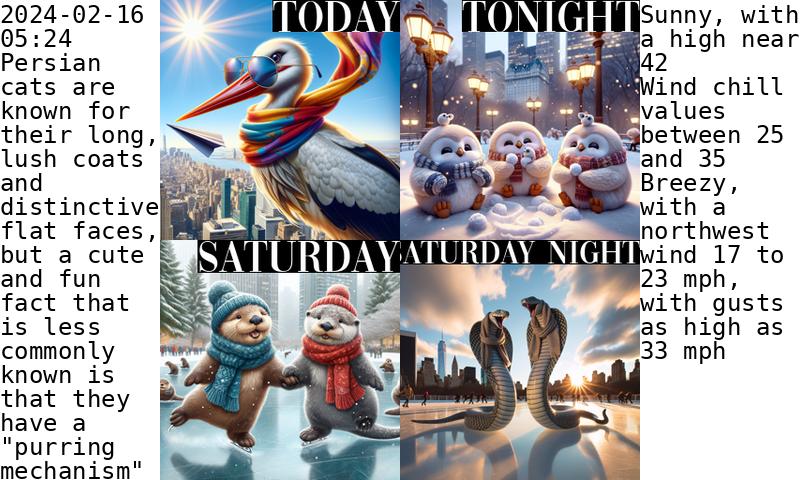 2024-02-16
05:24
Persian
cats are
known for
their long,
lush coats
and
distinctive
flat faces,
but a cute
and fun
fact that
is less
commonly
known is
that they
have a
"purring
mechanism"
TODAY
TONIGHT
SATURDAY
SATURDAY NIGHT
Sunny, with
a high near
42
Wind chill
values
between 25
and 35
Breezy,
with a
northwest
wind 17 to
23 mph,
with gusts
as high as
33 mph